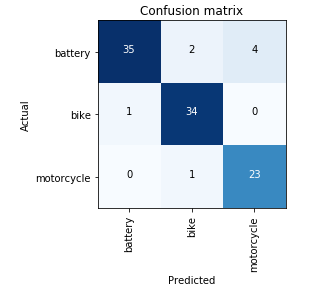 Confusion matrix
Actual
battery 35 2 4
bike 1 34 0
motorcycle 0 1 23
battery bike motorcycle
Predicted